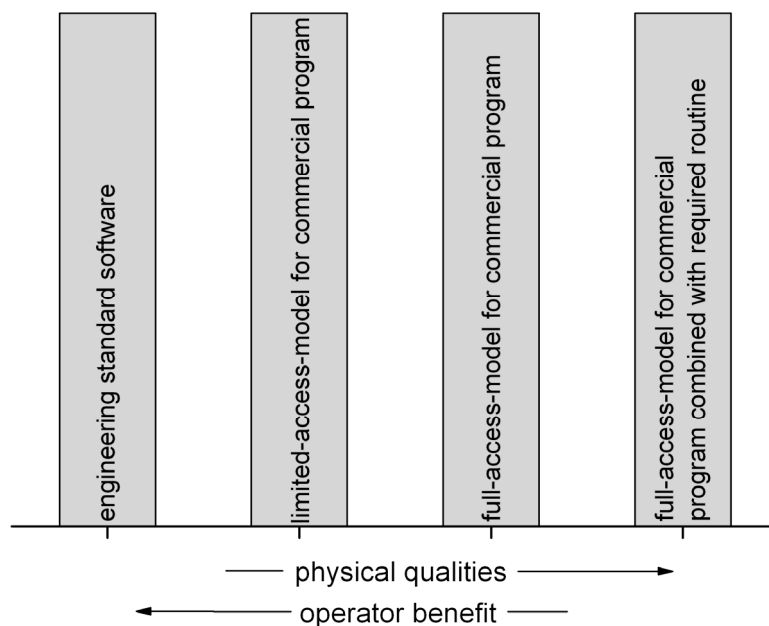 engineering standard software
limited-access-model for commercial program
full-access-model for commercial program
full-access-model for commercial
program combined with required routine
physical qualities
operator benefit